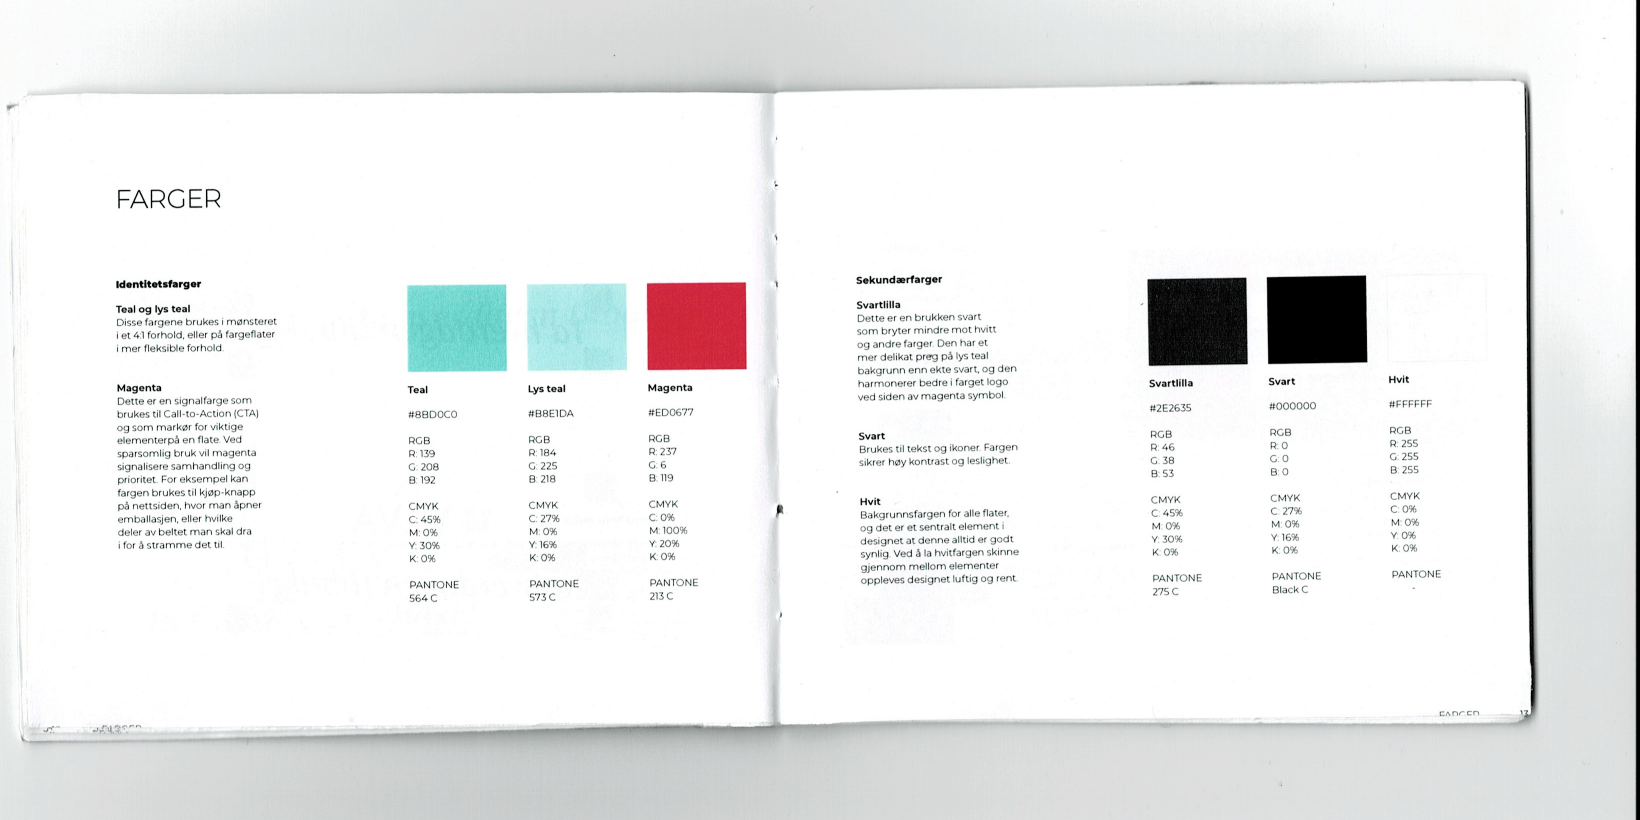 FARGER
Identitetsfarger
Teal og lys teal
Disse fargene brukes i mønsteret
i et 4:1 forhold, eller på fargeflater
i mer fleksible forhold.
Magenta
Dette er en signalfarge som
brukes til Call-to-Action (CTA)
og som markør for viktige
elementerpå en flate. Ved
sparsomlig bruk vil magenta
signalisere samhandling og
prioritet. For eksempel kan
fargen brukes til kjøp-knapp
på nettsiden, hvor man åpner
emballasjen, eller hvilke
deler av beltet man skal dra
i for å stramme det til.
Teal
#8BD0C0
RGB
R: 139
G: 208
B: 192
CMYK
C: 45%
M: 0%
Y: 30%
K: 0%
PANTONE
564 C
Lys teal
#B8E1DA
RGB
R: 184
G: 225
B: 218
CMYK
C: 27%
M: 0%
Y: 16%
K: 0%
PANTONE
573 C
Magenta
#ED0677
RGB
R: 237
G: 6
B: 119
CMYK
C: 0%
M: 100%
Y: 20%
K: 0%
PANTONE
213 C
Sekundærfarger
Svartlilla
Dette er en brukken svart
som bryter mindre mot hvitt
og andre farger. Den har et
mer delikat preg på lys teal
bakgrunn enn ekte svart, og den
harmonerer bedre i farget logo
ved siden av magenta symbol.
Svart
Brukes til tekst og ikoner. Fargen
sikrer høy kontrast og leslighet.
Hvit
Bakgrunnsfargen for alle flater,
og det er et sentralt element i
designet at denne alltid er godt
synlig. Ved å la hvitfargen skinne
gjennom mellom elementer
oppleves designet luftig og rent.
Svartlilla
#2E2635
RGB
R: 46
G: 38
B: 53
CMYK
C: 45%
M: 0%
Y: 30%
K: 0%
PANTONE
275 C
Svart
#000000
RGB
R: 0
G: 0
B: 0
CMYK
C: 27%
M: 0%
Y: 16%
K: 0%
PANTONE
Black C
Hvit
#FFFFFF
RGB
R: 255
G: 255
B: 255
CMYK
C: 0%
M: 0%
Y: 0%
K: 0%
PANTONE
-
FARGER 13